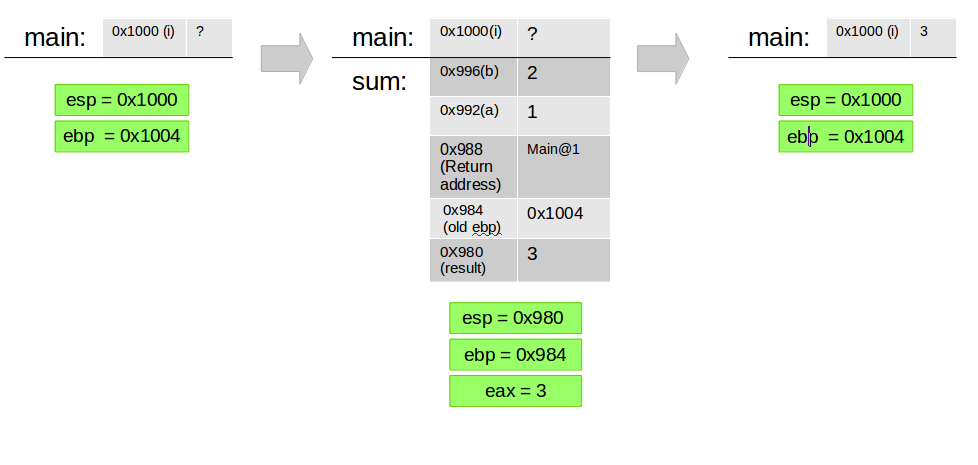 main: 0x1000 (i) ?
esp = 0x1000
ebp = 0x1004
main: 0x1000(i) ?
sum: 0x996(b) 2
0x992(a) 1
0x988 Main@1
(Return
address)
0x984 0x1004
(old ebp)
0X980 3
(result)
esp = 0x980
ebp = 0x984
eax = 3
main: 0x1000 (i) 3
esp = 0x1000
ebp = 0x1004